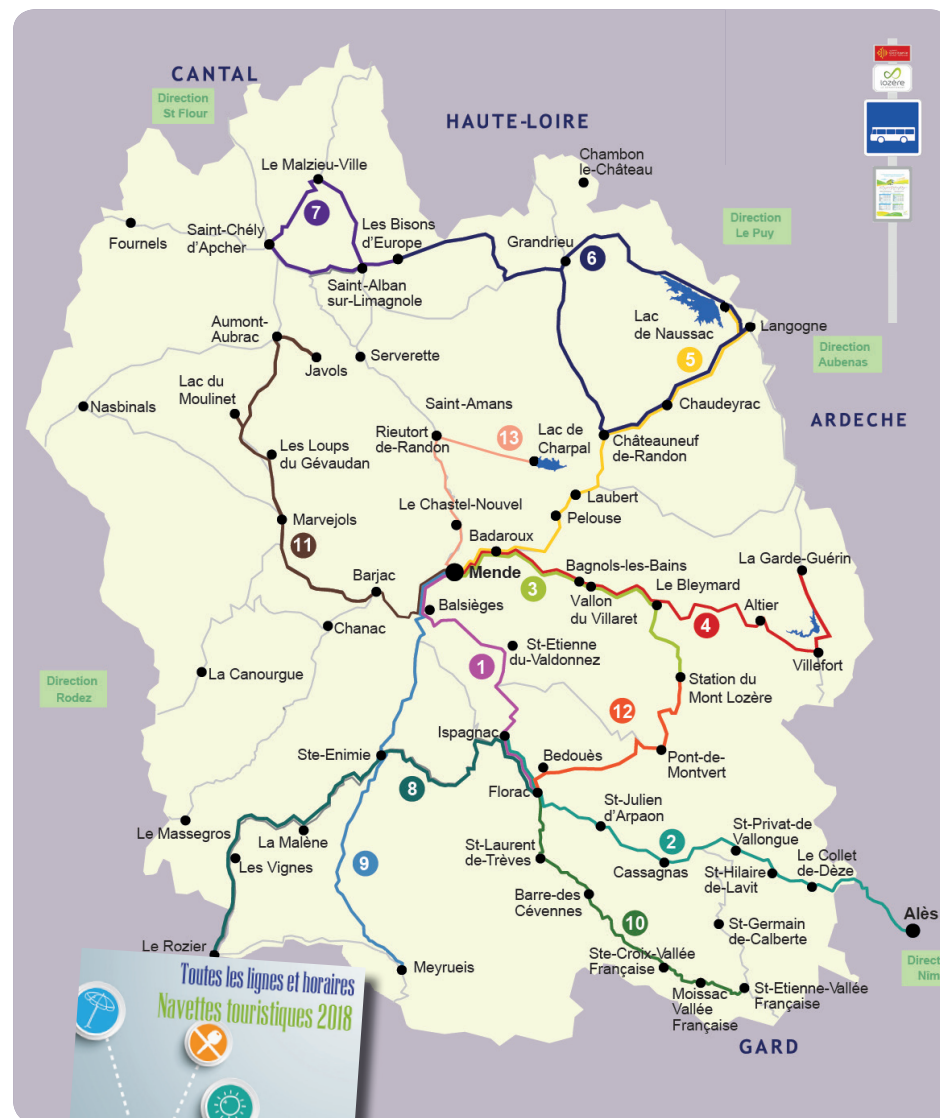 CANTAL
Direction
St Flour
HAUTE-LOIRE
lozère
Chambon
le-Château
Le Malzieu-Ville
7
Les Bisons
d'Europe
Saint-Chély
d'Apcher
Fournels
Saint-Alban
sur-Limagnole
Grandrieu
6
Direction
Le Puy
Lac
de Naussac
Langogne
Direction
Aubenas
Aumont-
Aubrac
Javols
Serverette
5
Lac du
Moulinet
Nasbinals
Saint-Amans
Chaudeyrac
ARDECHE
Rieutort
de-Randon
13
Lac de
Charpal
Châteauneuf
de-Randon
Les Loups
du Gévaudan
Laubert
Le Chastel-Nouvel
Pelouse
Marvejols
11
Badaroux
La Garde-Guérin
Mende
Bagnols-les-Bains
3
Vallon
du Villaret
Le Bleymard
Barjac
Balsièges
4
Altier
Chanac
St-Etienne
du-Valdonnez
Villefort
La Canourgue
1
Direction
Rodez
Station du
Mont Lozère
12
Ispagnac
Ste-Enimie
Bedouès
Pont-de-
Montvert
8
Florac
St-Julien
d'Arpaon
Le Massegros
La Malène
2
St-Privat-de
Vallongue
Les Vignes
9
St-Laurent
de-Trèves
Cassagnas
St-Hilaire
de-Lavit
Le Collet
de-Dèze
Barre-des
Cévennes
Alès
10
St-Germain
de-Calberte
Le Rozier
Ste-Croix-Vallée
Française
Meyrueis
Direct
Nim
Moissac
Vallée
Française
St-Etienne-Vallée
Française
GARD
Toutes les lignes et horaires
Navettes touristiques 2018